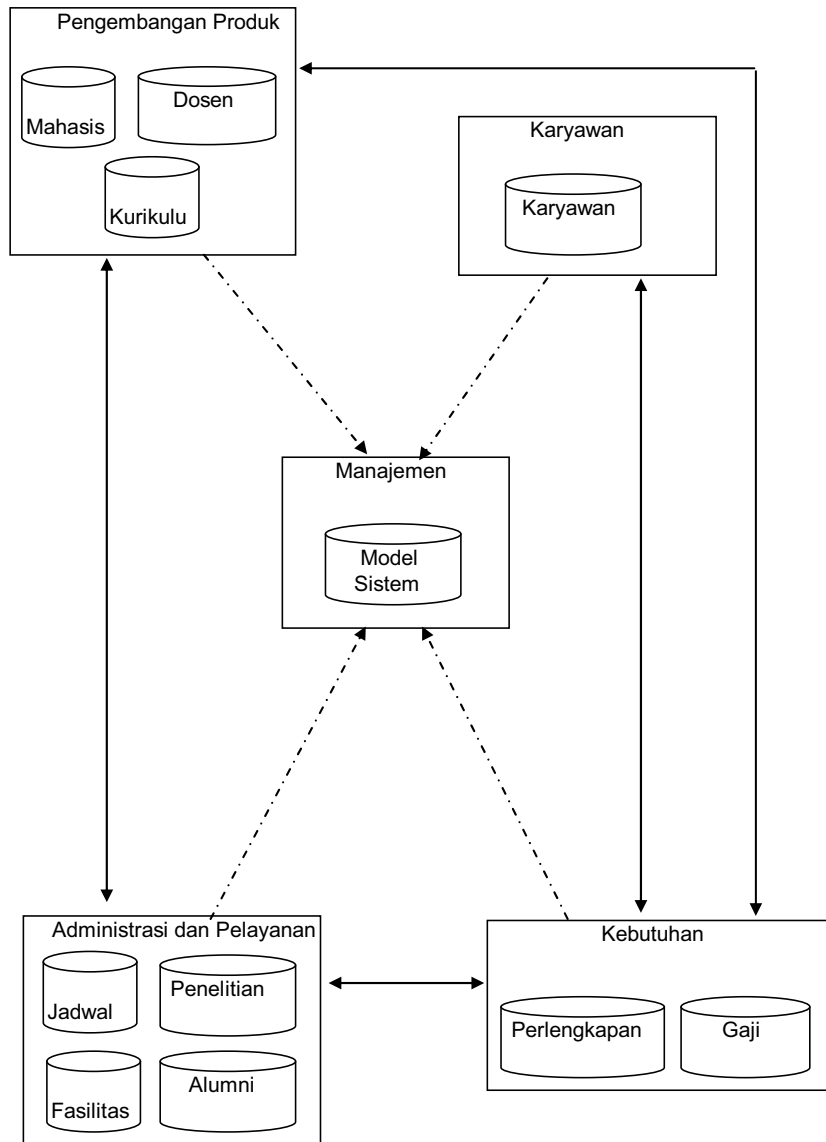 Pengembangan Produk
Mahasis
Dosen
Kurikulu
Karyawan
Karyawan
Manajemen
Model
Sistem
Administrasi dan Pelayanan
Jadwal
Penelitian
Fasilitas
Alumni
Kebutuhan
Perlengkapan
Gaji